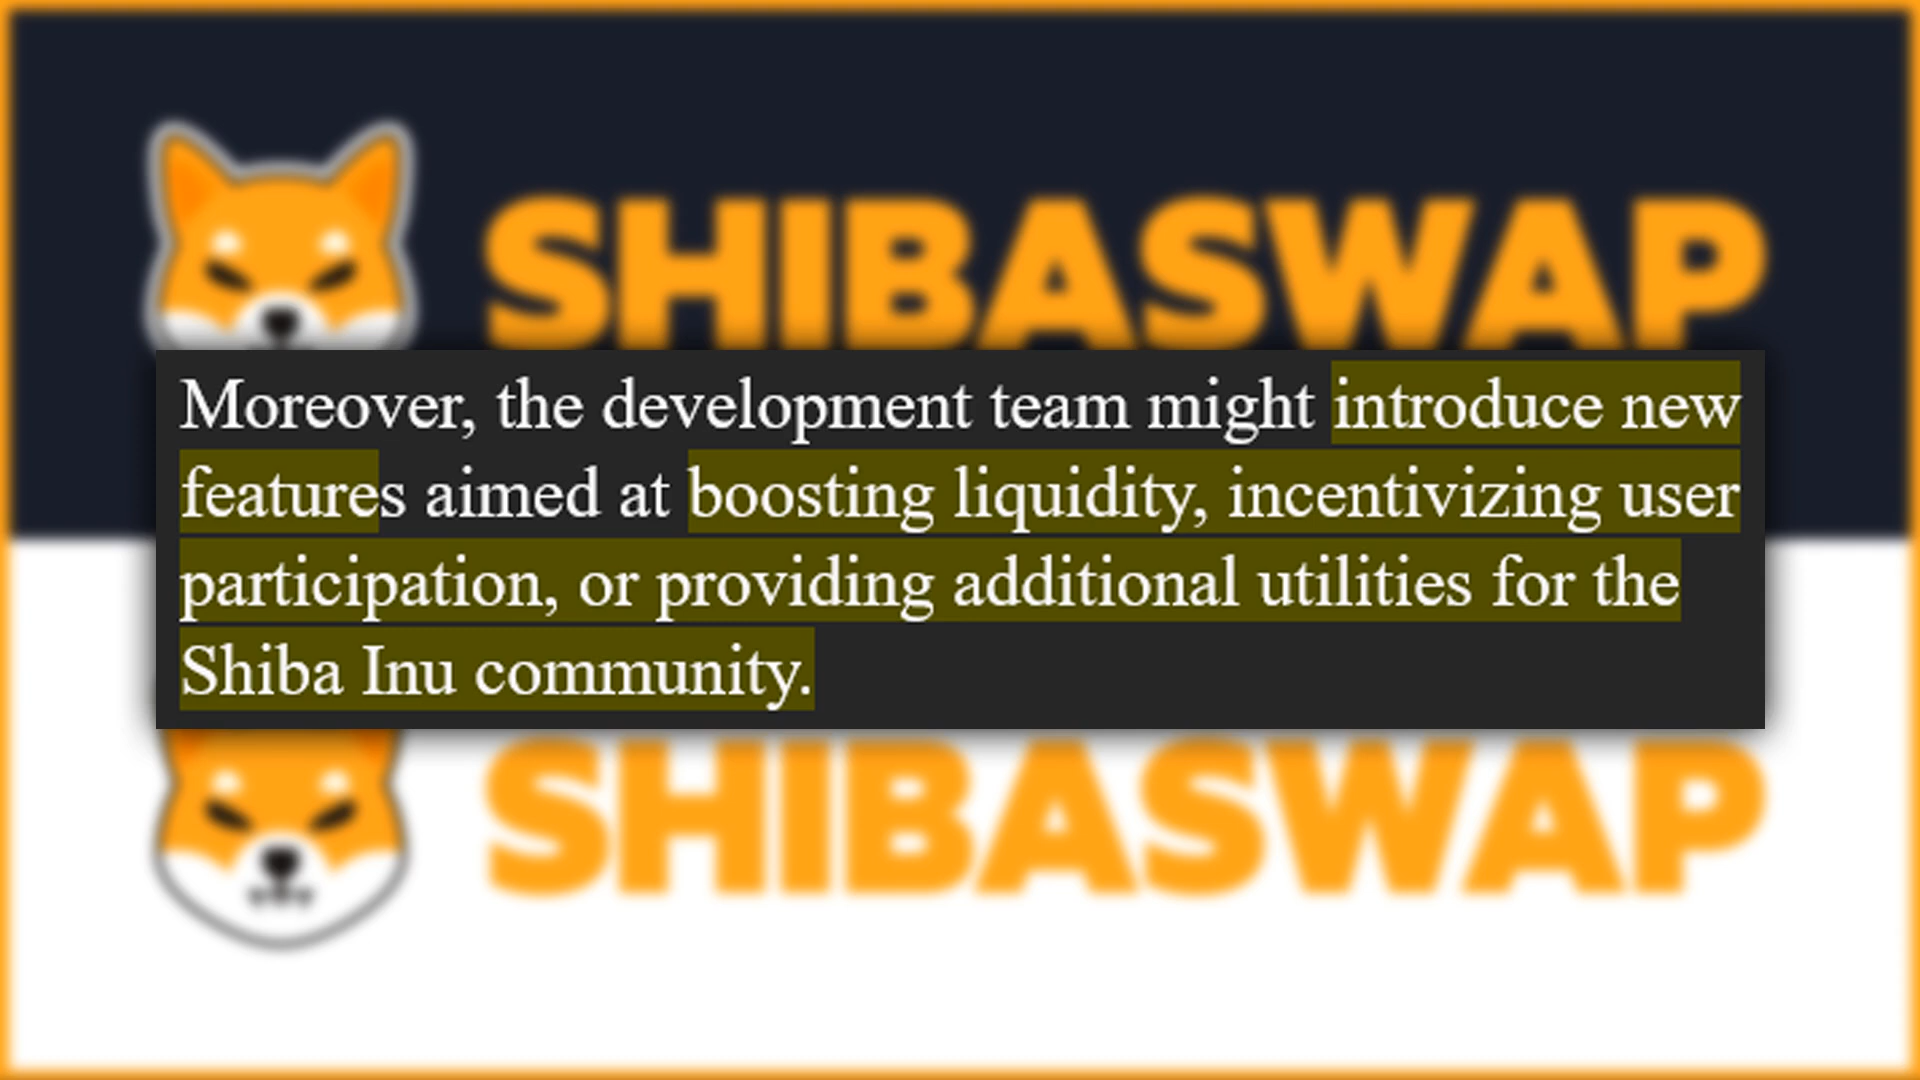 SHIBASWAP
Moreover, the development team might introduce new
features aimed at boosting liquidity, incentivizing user
participation, or providing additional utilities for the
Shiba Inu community.
SHIBASWAP